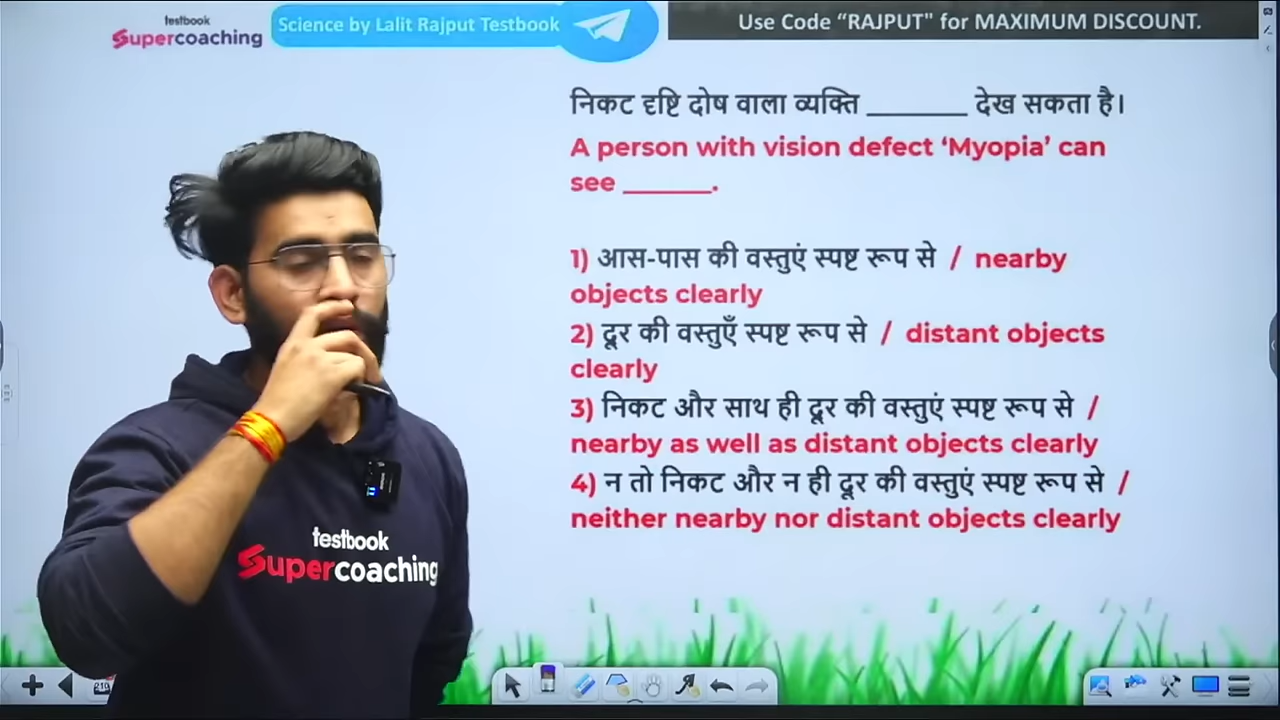 testbook
Supercoaching
Science by Lalit Rajput Testbook
Use Code “RAJPUT" for MAXIMUM DISCOUNT.
निकट दृष्टि दोष वाला व्यक्ति ________ देख सकता है।
A person with vision defect ‘Myopia’ can
see _______.
1) आस-पास की वस्तुएं स्पष्ट रूप से / nearby
objects clearly
2) दूर की वस्तुएँ स्पष्ट रूप से / distant objects
clearly
3) निकट और साथ ही दूर की वस्तुएं स्पष्ट रूप से /
nearby as well as distant objects clearly
4) न तो निकट और न ही दूर की वस्तुएं स्पष्ट रूप से /
neither nearby nor distant objects clearly
testbook
Supercoaching